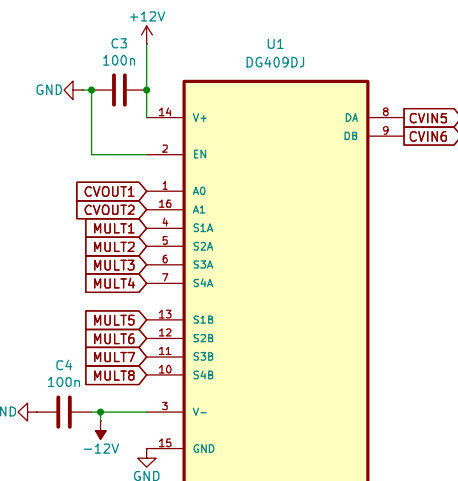 +12V
C3
100n
GND
U1
DG409DJ
14 V+
2 EN
DA 8 CVIN5
DB 9 CVIN6
CVOUT1 1 A0
CVOUT2 16 A1
MULT1 4 S1A
MULT2 5 S2A
MULT3 6 S3A
MULT4 7 S4A
MULT5 13 S1B
MULT6 12 S2B
MULT7 11 S3B
MULT8 10 S4B
C4
100n
ND
3 V-
-12V
15 GND
GND